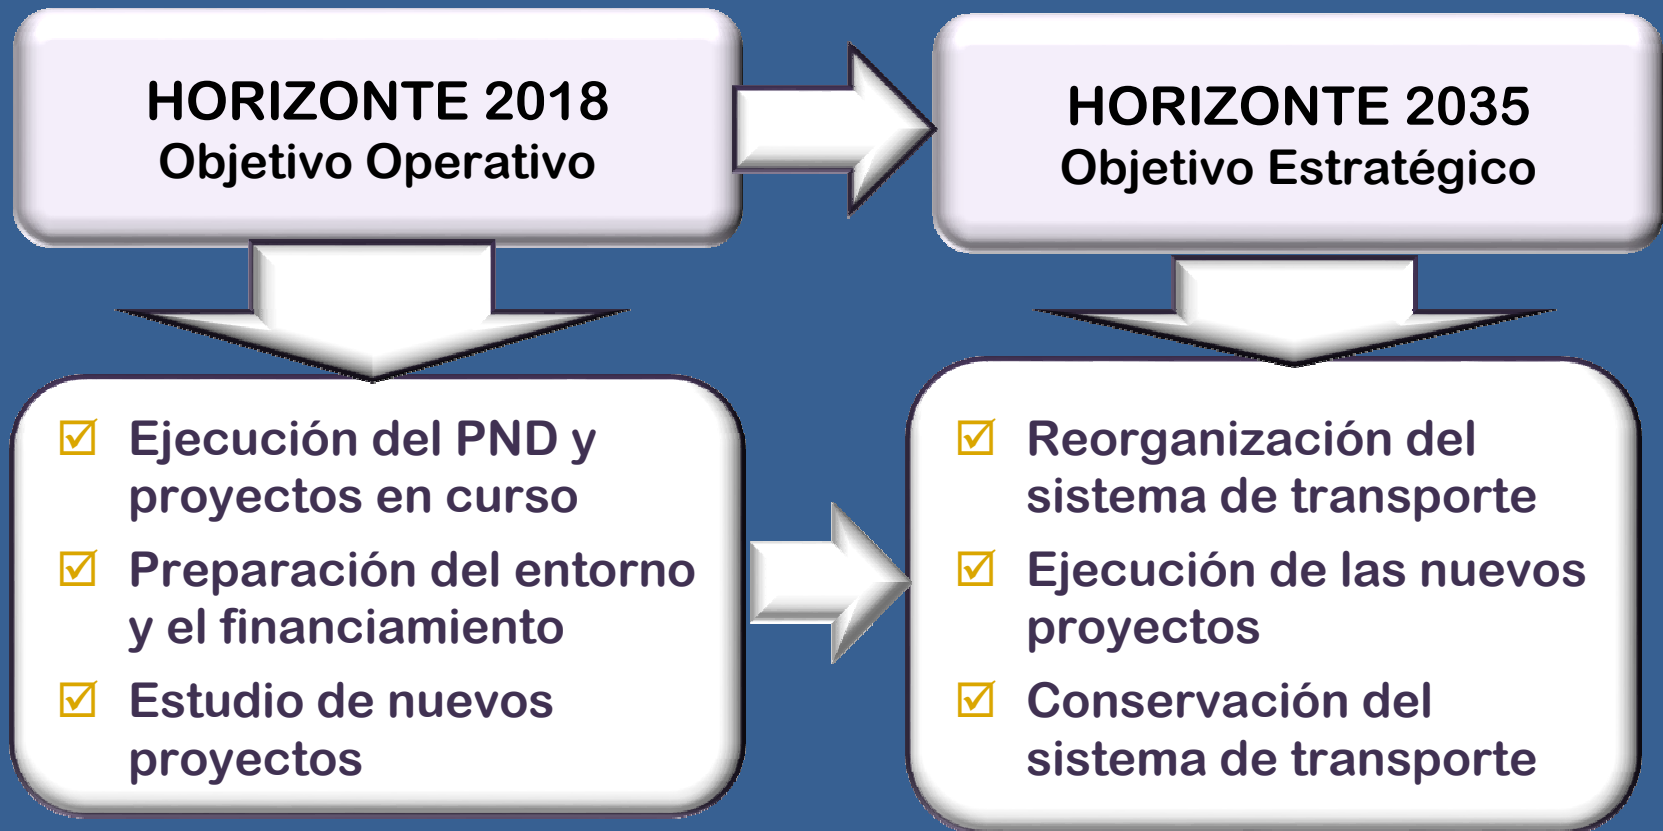 HORIZONTE 2018
Objetivo Operativo
HORIZONTE 2035
Objetivo Estratégico
Ejecución del PND y
proyectos en curso
Preparación del entorno
y el financiamiento
Estudio de nuevos
proyectos
Reorganización del
sistema de transporte
Ejecución de las nuevos
proyectos
Conservación del
sistema de transporte